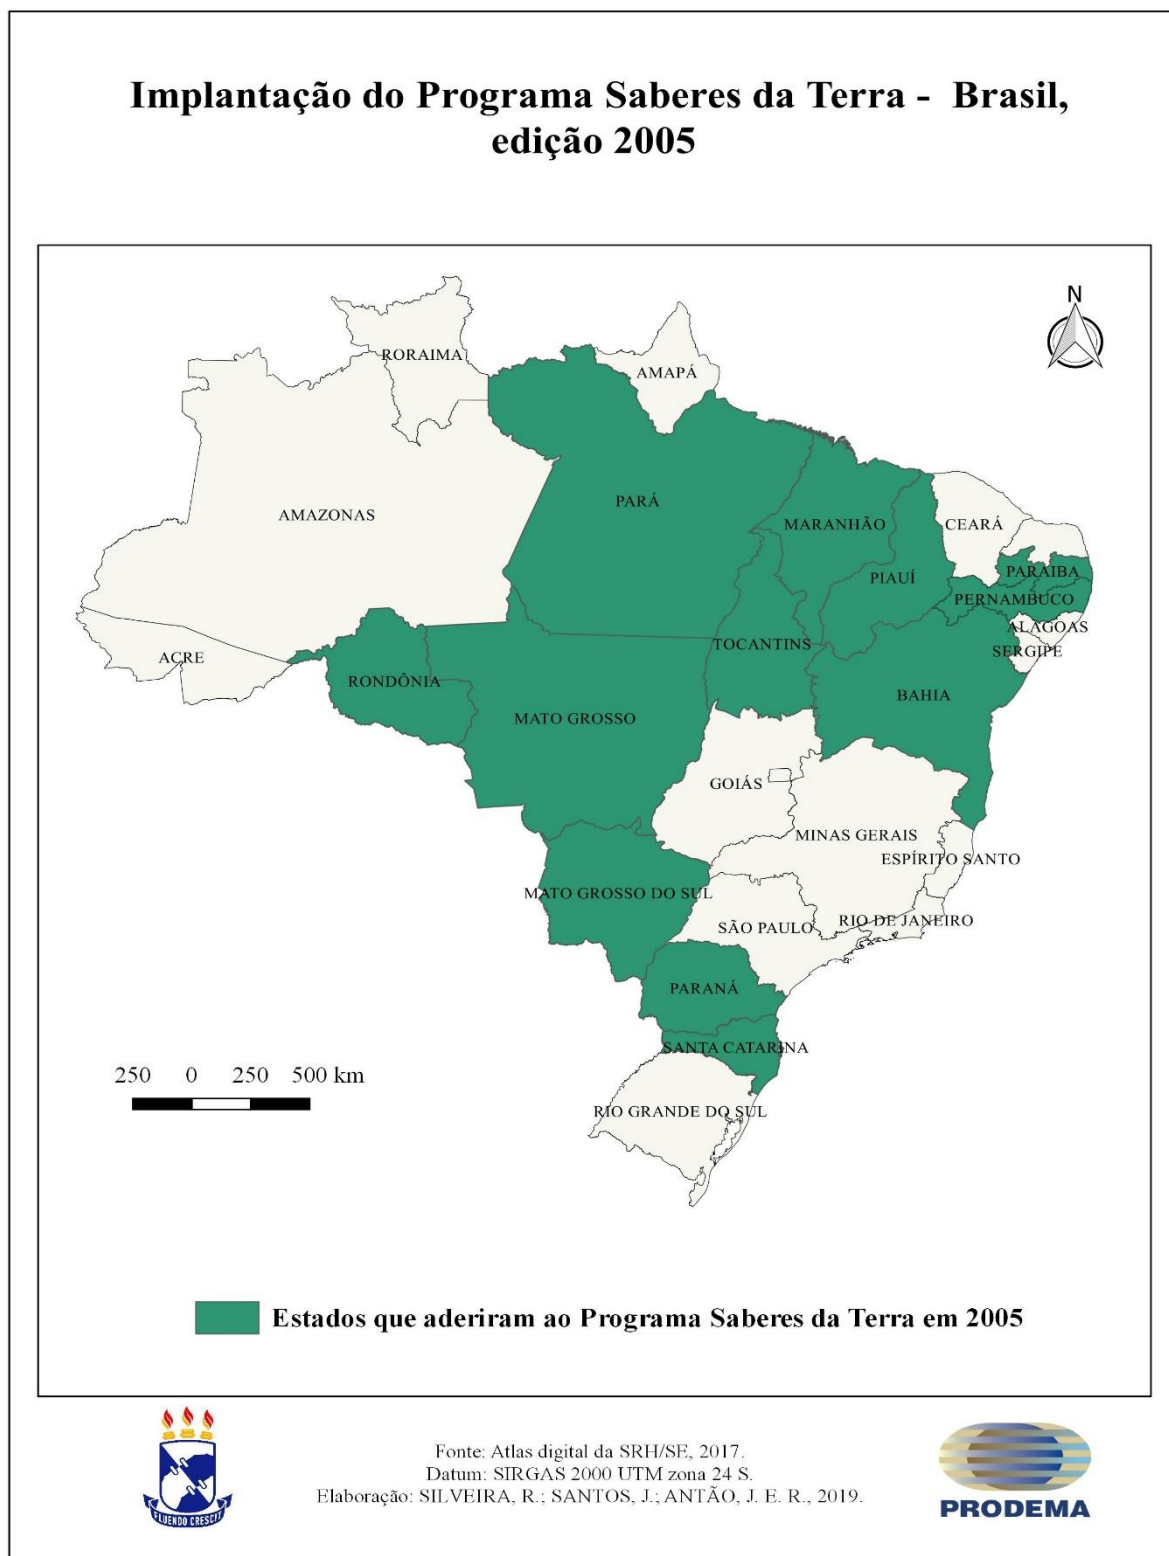 Implantação do Programa Saberes da Terra - Brasil,
edição 2005
N
RORAIMA
AMAPÁ
AMAZONAS
PARÁ
MARANHÃO
CEARÁ
PIAUÍ
PARAIBA
PERNAMBUCO
ALAGOAS
SERGIPE
TOCANTINS
ACRE
RONDÔNIA
BAHIA
MATO GROSSO
GOIÁS
MINAS GERAIS
ESPÍRITO SANTO
MATO GROSSO DO SUL
RIO DE JANEIRO
SÃO PAULO
PARANÁ
SANTA CATARINA
250 0 250 500 km
RIO GRANDE DO SUL
Estados que aderiram ao Programa Saberes da Terra em 2005
Fonte: Atlas digital da SRH/SE, 2017.
Datum: SIRGAS 2000 UTM zona 24 S.
Elaboração: SILVEIRA, R.; SANTOS, J.; ANTÃO, J. E. R., 2019.
FLUENDO CRESCIT
PRODEMA